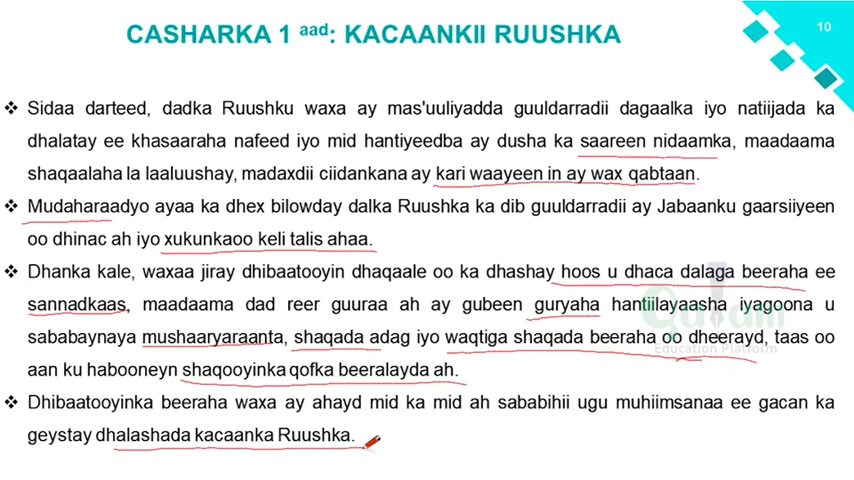 10
CASHARKA 1 aad: KACAANKII RUUSHKA
❖ Sidaa darteed, dadka Ruushku waxa ay mas'uuliyadda guuldarradii dagaalka iyo natiijada ka
dhalatay ee khasaaraha nafeed iyo mid hantiyeedba ay dusha ka saareen nidaamka, maadaama
shaqaalaha la laaluushay, madaxdii ciidankana ay kari waayeen in ay wax qabtaan.
❖ Mudaharaadyo ayaa ka dhex bilowday dalka Ruushka ka dib guuldarradii ay Jabaanku gaarsiiyeen
oo dhinac ah iyo xukunkaoo keli talis ahaa.
❖ Dhanka kale, waxaa jiray dhibaatooyin dhaqaale oo ka dhashay hoos u dhaca dalaga beeraha ee
sannadkaas, maadaama dad reer guuraa ah ay gubeen guryaha hantiilayaasha iyagoona u
sababaynaya mushaaryaraanta, shaqada adag iyo waqtiga shaqada beeraha oo dheerayd, taas oo
aan ku habooneyn shaqooyinka qofka beeralayda ah.
❖ Dhibaatooyinka beeraha waxa ay ahayd mid ka mid ah sababihii ugu muhiimsanaa ee gacan ka
geystay dhalashada kacaanka Ruushka.
Qalam
Education Platform